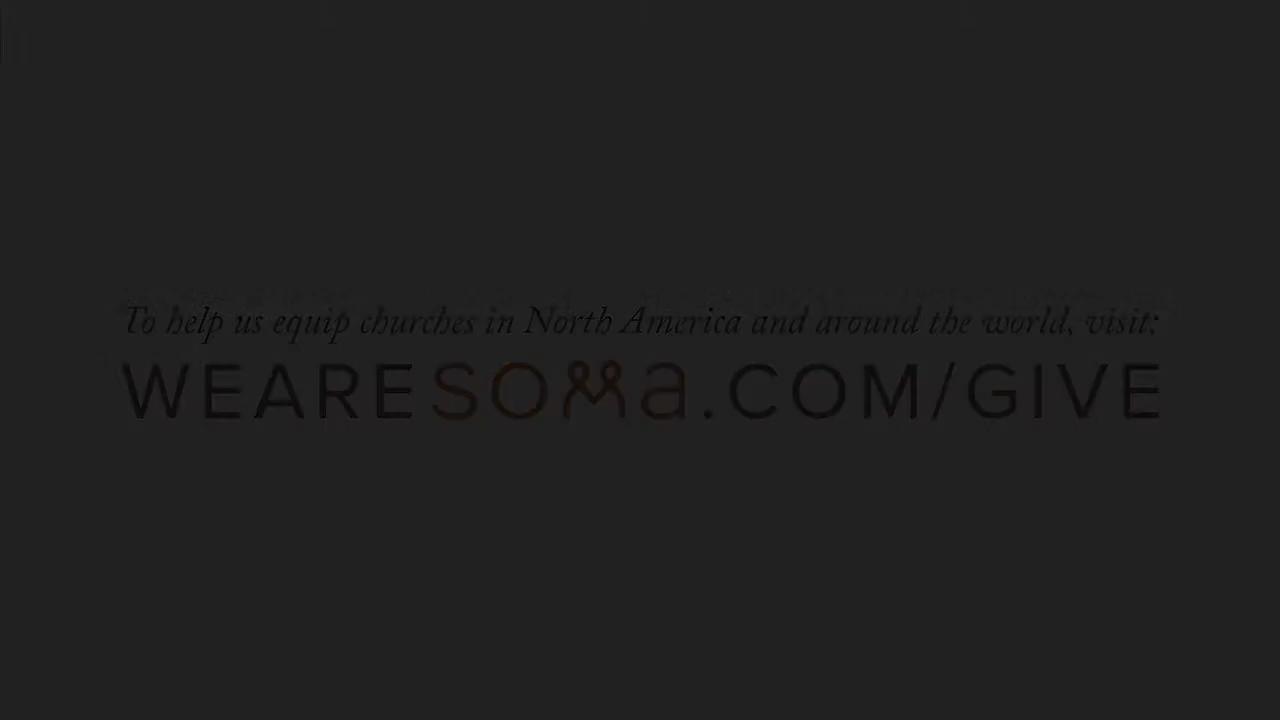 To help us equip churches in North America and around the world, visit:
WEARESOMa.COM/GIVE